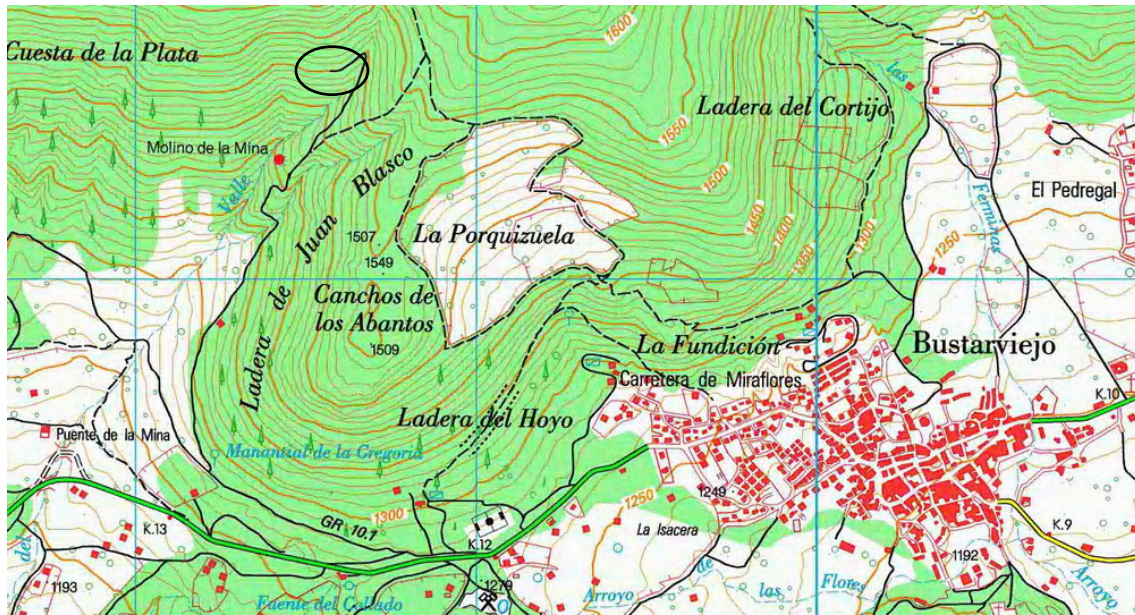 Cuesta de la Plata
1600
las
Ladera del Cortijo
Molino de la Mina
1550
Valle
Blasco
El Pedregal
1500
Juan
Ferminas
1507
La Porquizuela
1450
1400
1300
1250
1549
1350
de
Canchos de
los Abantos
1509
La Fundición
Bustarviejo
Ladera
Carretera de Miraflores
K.10
Ladera del Hoyo
Puente de la Mina
Manantial de la Gregoria
1300
1250
1249
GR 10.1
K.13
La Isacera
K.9
del
K.12
1192
1193
1279
de
las
Flores
Arroyo
Arroyo
Fuente del Collado